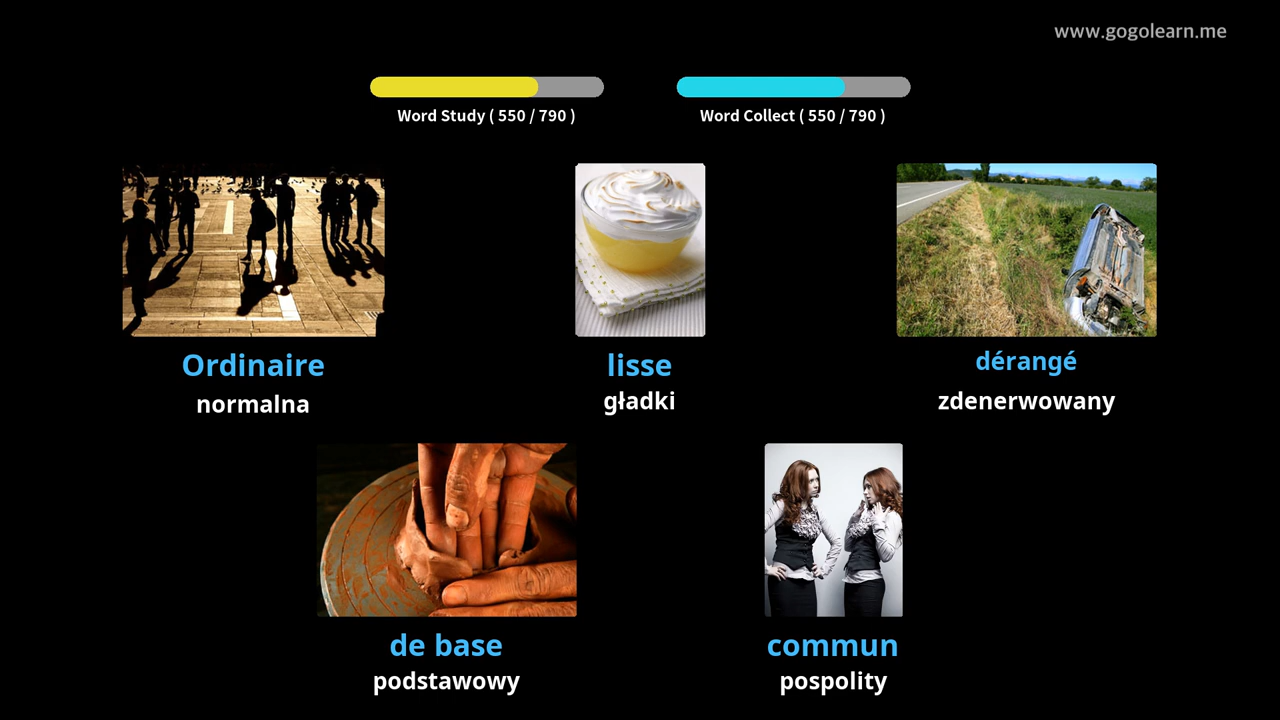 www.gogolearn.me
Word Study ( 550 / 790 )
Word Collect ( 550 / 790 )
Ordinaire
normalna
lisse
gładki
dérangé
zdenerwowany
de base
podstawowy
commun
pospolity